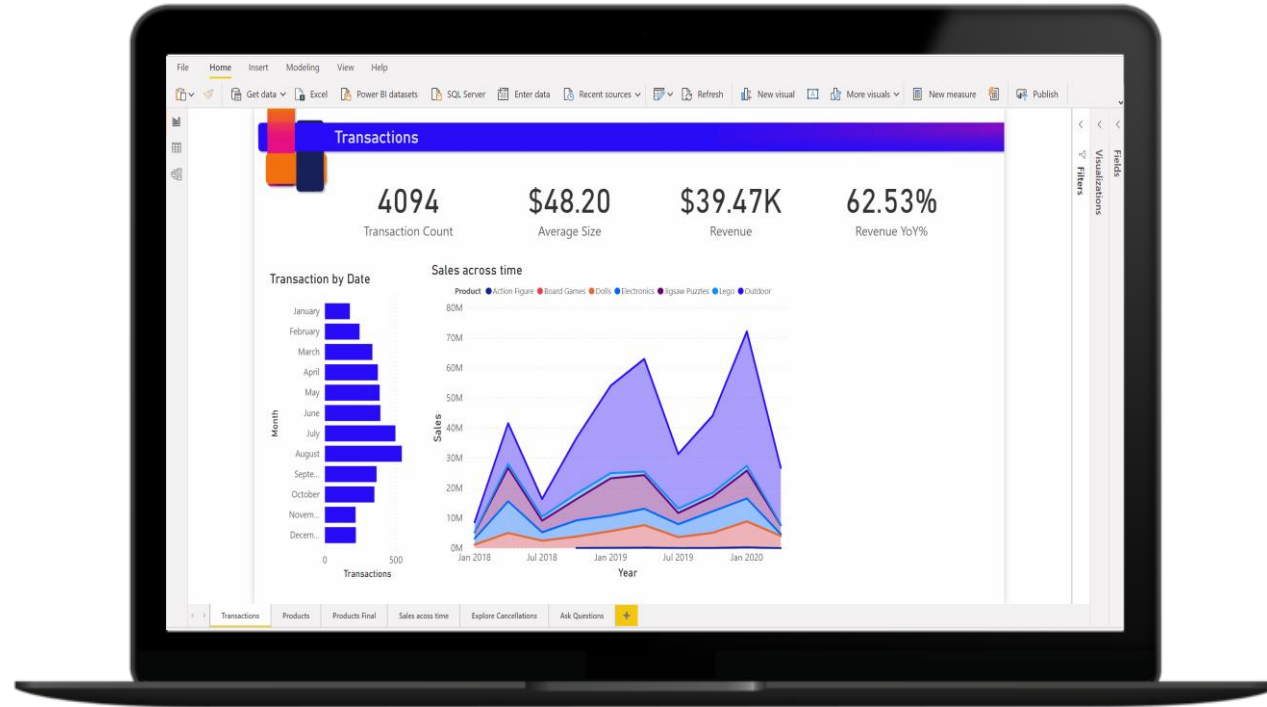 File Home Insert Modeling View Help
Get data Excel Power BI datasets SQL Server Enter data Recent sources Refresh New visual More visuals New measure Publish
Transactions
4094 $48.20 $39.47K 62.53%
Transaction Count Average Size Revenue Revenue YoY%
Filters
Visualizations
Fields
Transaction by Date
January
February
March
April
May
June
July
August
Septe...
October
Novem...
Decem...
Month
0 500
Transactions
Sales across time
Product Action Figure Board Games Dolls Electronics Jigsaw Puzzles Lego Outdoor
80M
70M
60M
50M
40M
30M
20M
10M
0M
Sales
Jan 2018 Jul 2018 Jan 2019 Jul 2019 Jan 2020
Year
Transactions Products Products Final Sales acoss time Explore Cancellations Ask Questions +